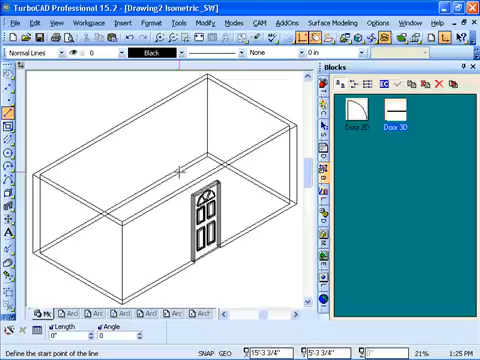 TurboCAD Professional 15.2 - [Drawing2 Isometric_SW]
File Edit View Workspace Insert Format Tools Modify Modes CAM AddOns Surface Modeling Options Window Help
Normal Lines 0 Black None 0 in
Blocks
Door 2D Door 3D
Mc
Length Angle
0" 0
Define the start point of the line
SNAP GEO 15'-3 3/4" 5'-3 3/4" 0" 21% 1:25 PM